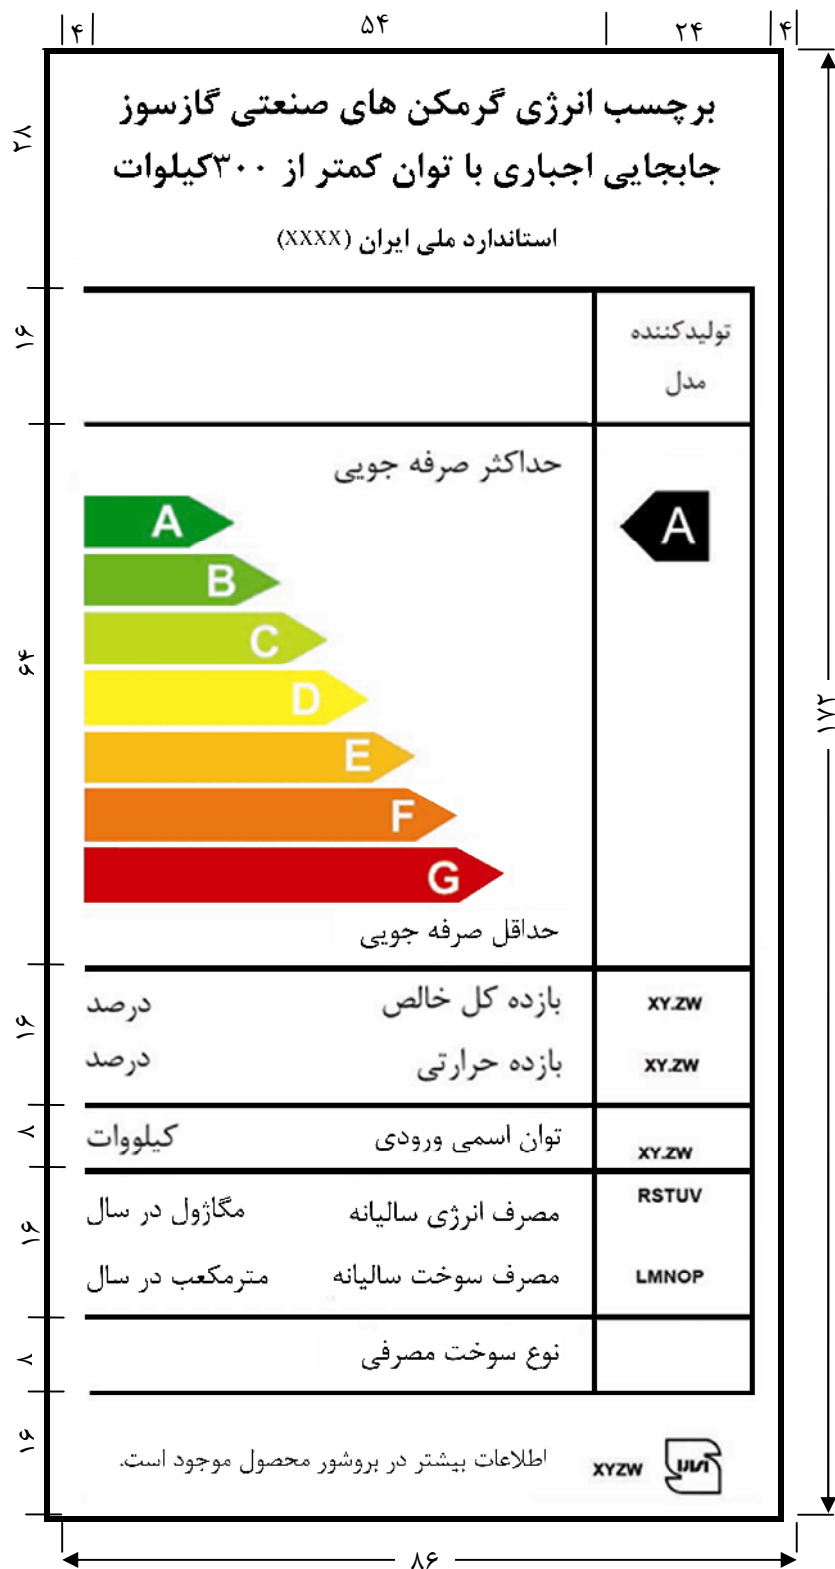 ۴ ۵۴ ۲۴ ۴
برچسب انرژی گرمکن های صنعتی گازسوز
جابجایی اجباری با توان کمتر از ۳۰۰کیلوات
استاندارد ملی ایران (XXXX)
۲۸
تولیدکننده
مدل
۱۶
حداکثر صرفه جویی
A
A
B
C
D
E
F
G
حداقل صرفه جویی
۶۴
۱۷۲
بازده کل خالص درصد
XY.ZW
بازده حرارتی درصد
XY.ZW
۱۶
توان اسمی ورودی کیلووات
XY.ZW
۸
مصرف انرژی سالیانه مگاژول در سال
RSTUV
مصرف سوخت سالیانه مترمکعب در سال
LMNOP
۱۶
نوع سوخت مصرفی
۸
اطلاعات بیشتر در بروشور محصول موجود است.
XYZW
۱۶
۸۶